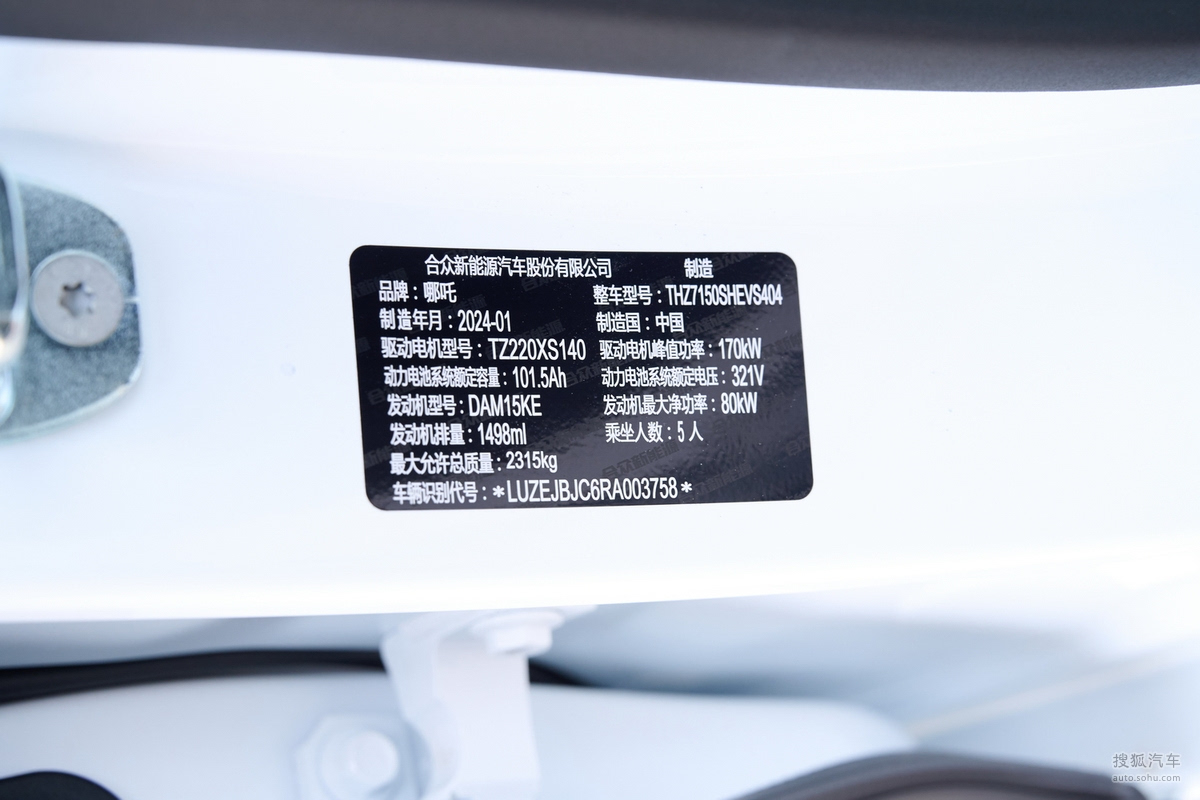 合众新能源汽车股份有限公司 制造
品牌：哪吒 整车型号：THZ7150SHEVS404
制造年月：2024-01 制造国：中国
驱动电机型号：TZ220XS140 驱动电机峰值功率：170kW
动力电池系统额定容量：101.5Ah 动力电池系统额定电压：321V
发动机型号：DAM15KE 发动机最大净功率：80kW
发动机排量：1498ml 乘坐人数：5人
最大允许总质量：2315kg
车辆识别代号：*LUZEJBJC6RA003758*
搜狐汽车
auto.sohu.com